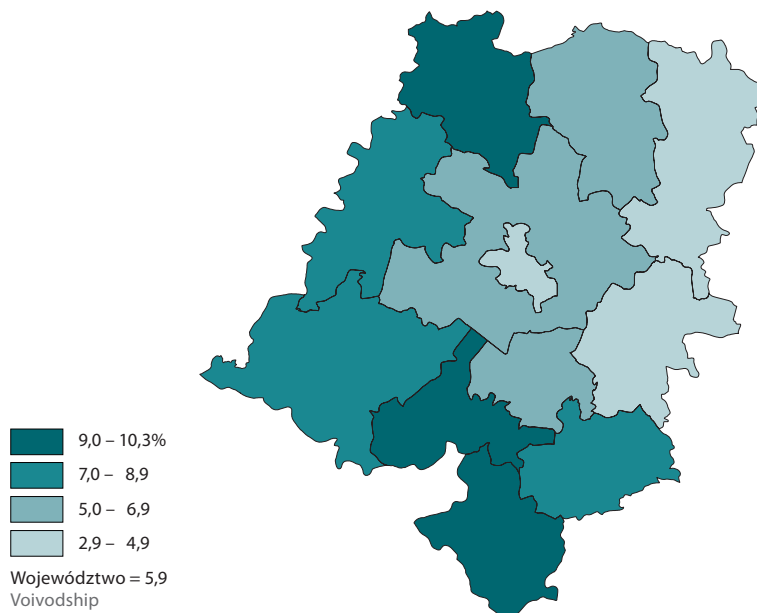 9,0 – 10,3%
7,0 – 8,9
5,0 – 6,9
2,9 – 4,9
Województwo = 5,9
Voivodship